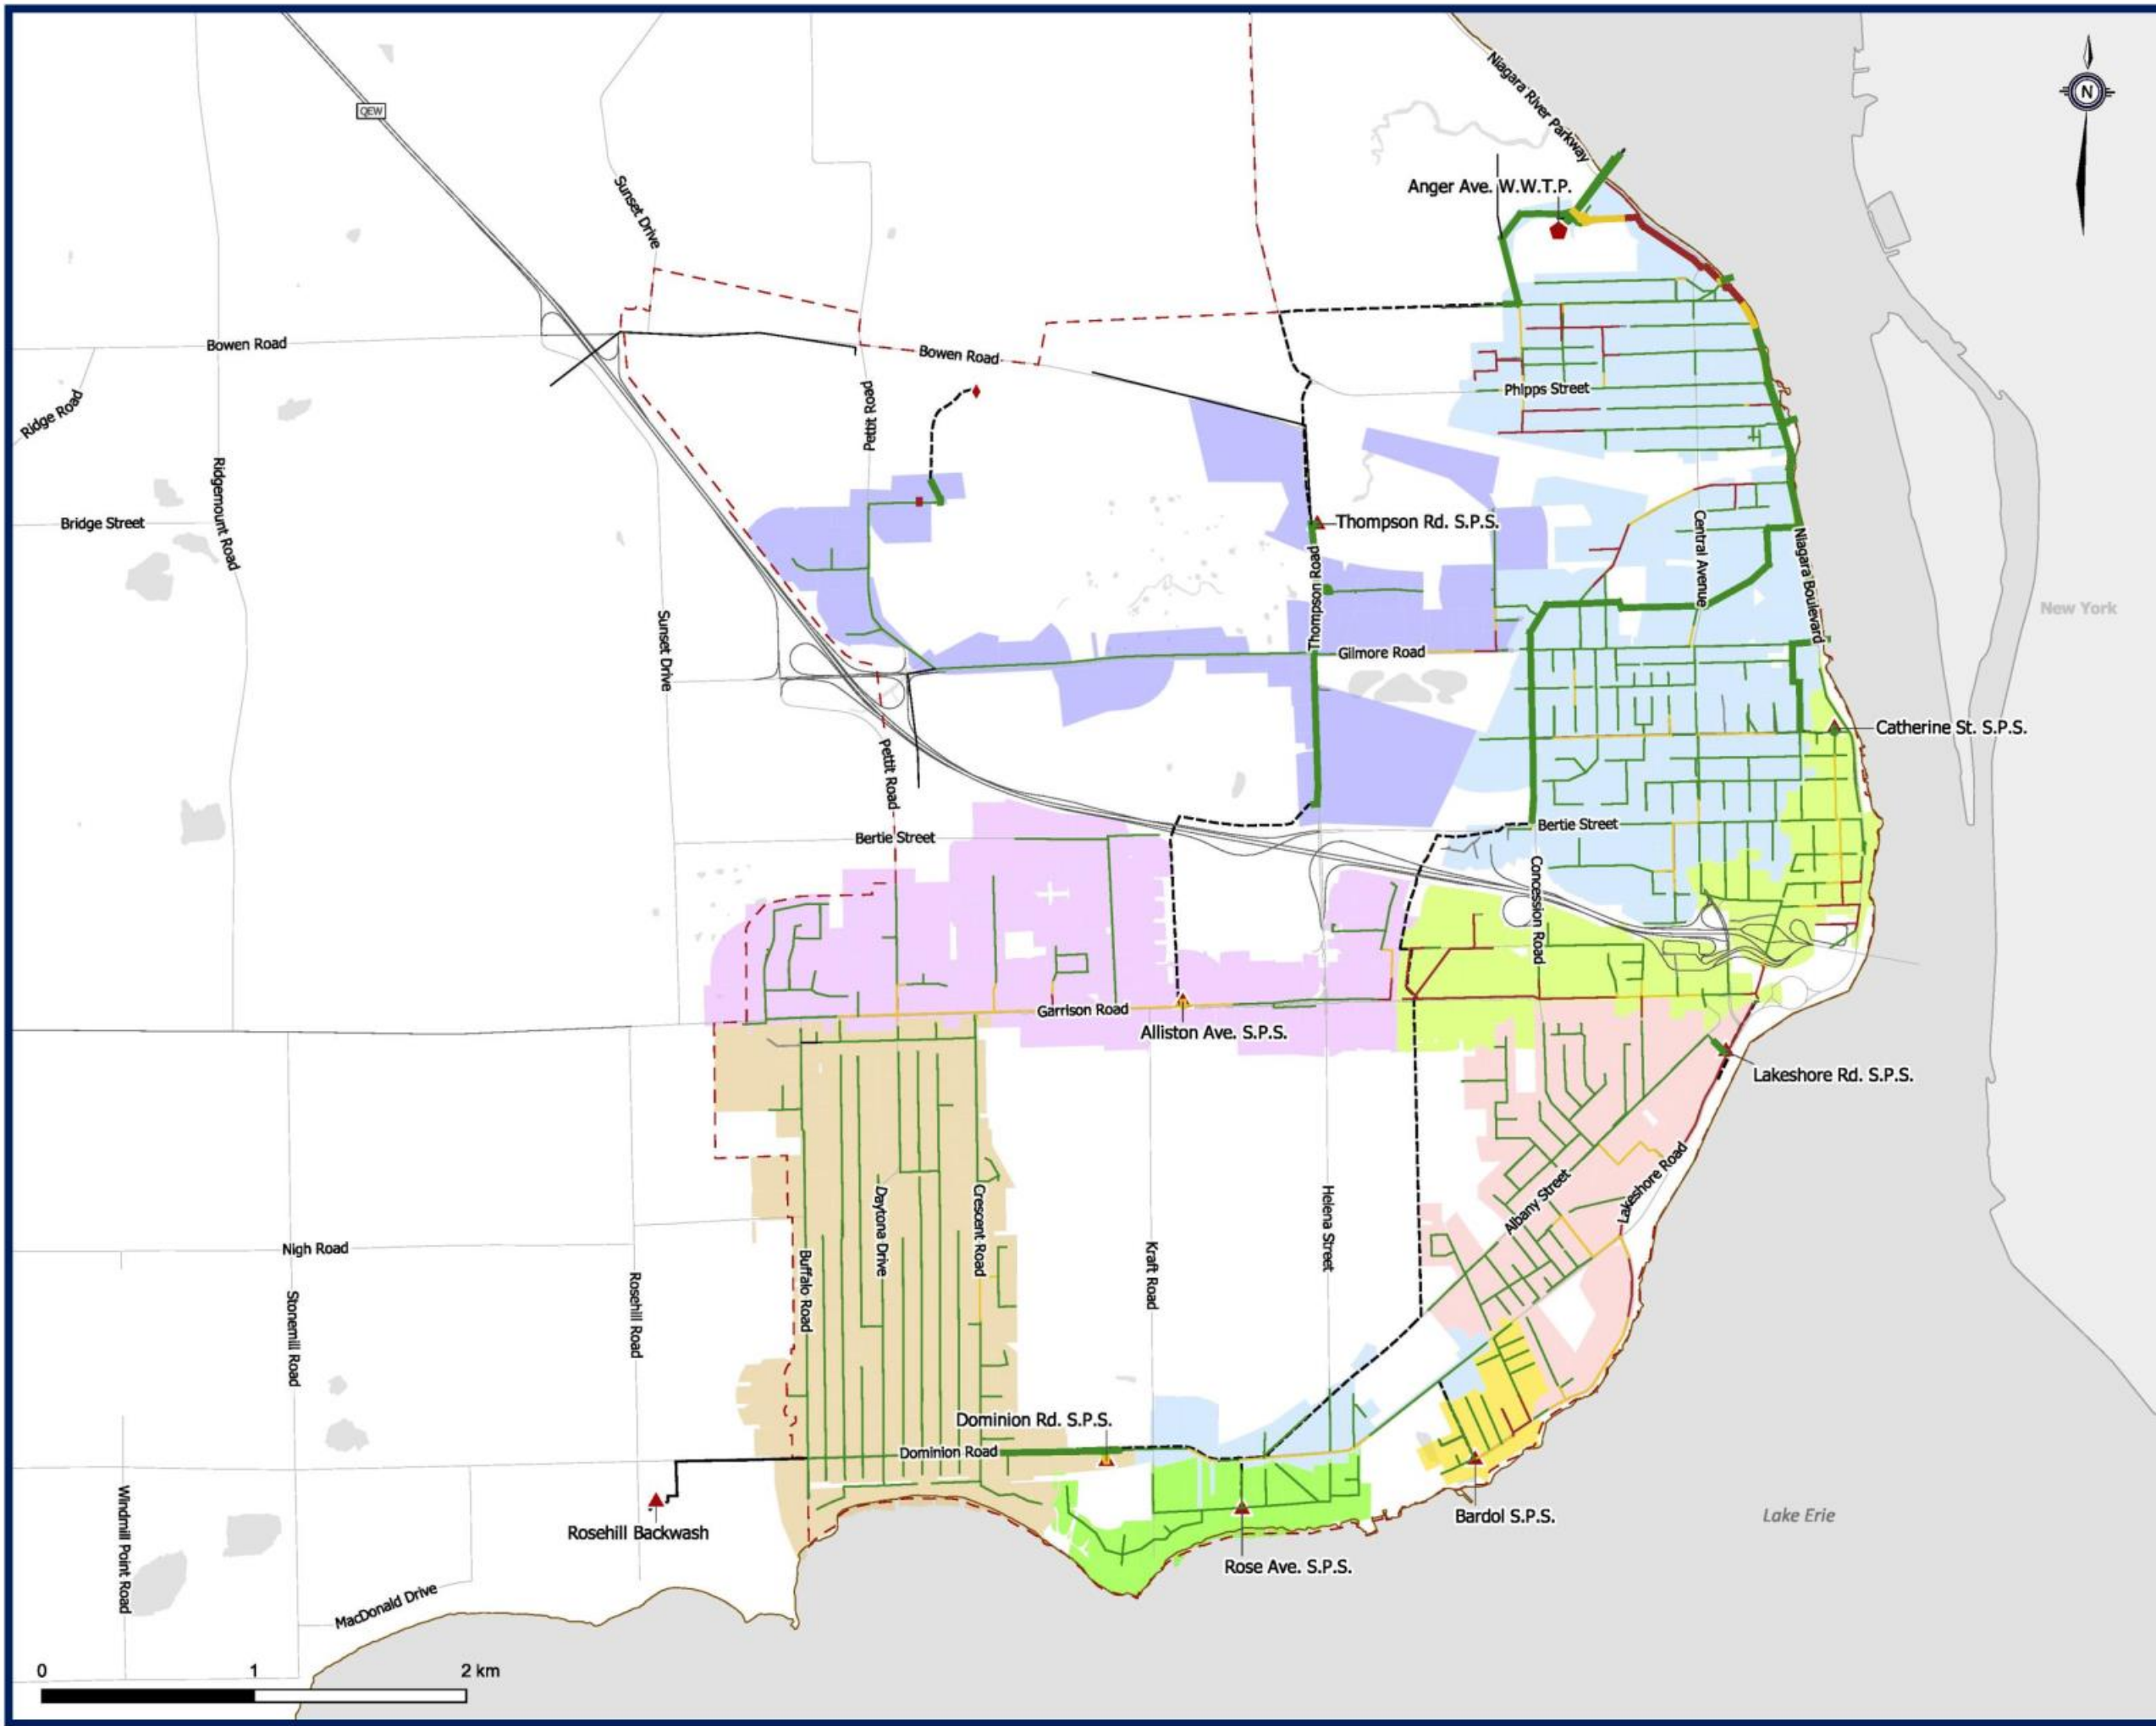 Niagara River Parkway
N
QEW
Anger Ave. W.W.T.P.
Sunset Drive
Bowen Road
Bowen Road
Phipps Street
Pettit Road
Ridge Road
Ridgemount Road
Bridge Street
Thompson Rd. S.P.S.
Central Avenue
Niagara Boulevard
Thompson Road
New York
Sunset Drive
Gilmore Road
Catherine St. S.P.S.
Pettit Road
Bertie Street
Bertie Street
Concession Road
Garrison Road
Alliston Ave. S.P.S.
Lakeshore Rd. S.P.S.
Lakeshore Road
Albany Street
Daytona Drive
Crescent Road
Helena Street
Kraft Road
Nigh Road
Buffalo Road
Rosehill Road
Stonemill Road
Dominion Rd. S.P.S.
Dominion Road
Windmill Point Road
Rosehill Backwash
Bardol S.P.S.
Lake Erie
Rose Ave. S.P.S.
MacDonald Drive
0 1 2 km